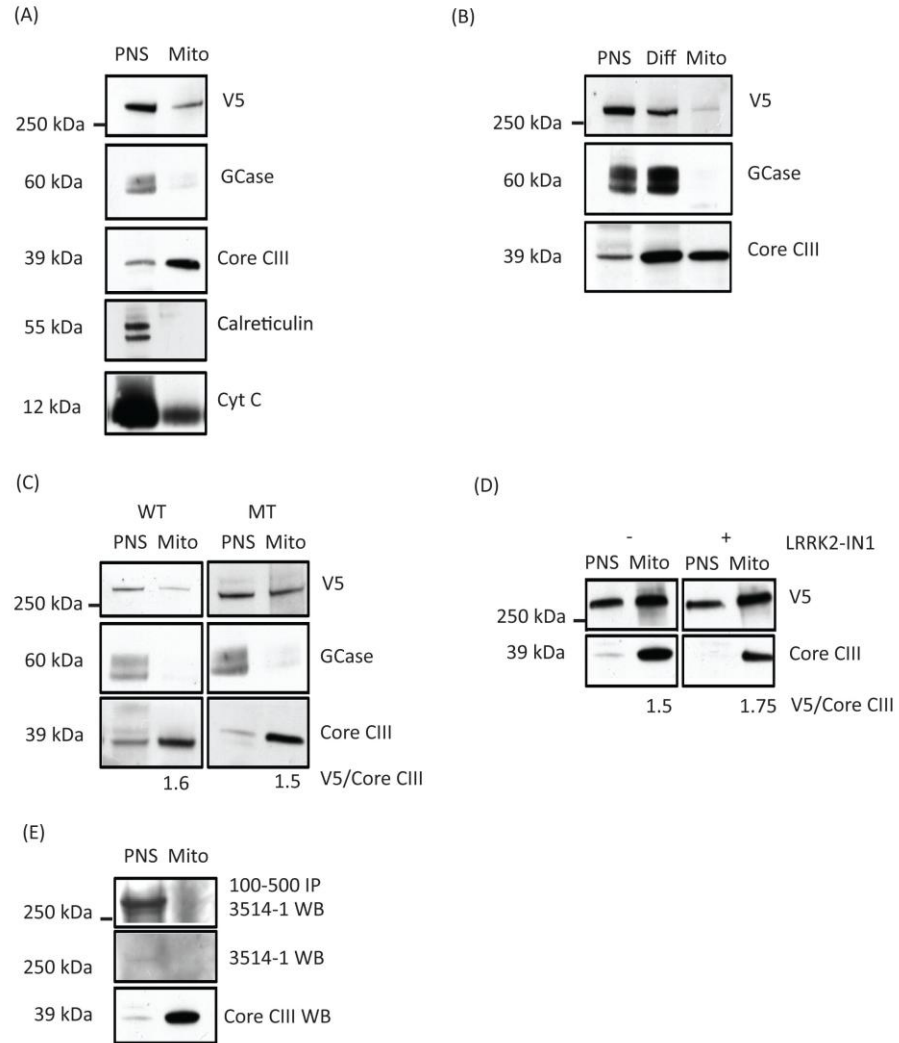 (A)
PNS Mito
V5
250 kDa
60 kDa
GCase
39 kDa
Core CIII
55 kDa
Calreticulin
12 kDa
Cyt C
(B)
PNS Diff Mito
V5
250 kDa
60 kDa
GCase
39 kDa
Core CIII
(C)
WT MT
PNS Mito PNS Mito
V5
250 kDa
60 kDa
GCase
39 kDa
Core CIII
1.6 1.5 V5/Core CIII
(D)
- + LRRK2-IN1
PNS Mito PNS Mito
V5
250 kDa
39 kDa
Core CIII
1.5 1.75 V5/Core CIII
(E)
PNS Mito
100-500 IP
250 kDa
3514-1 WB
250 kDa
3514-1 WB
39 kDa
Core CIII WB